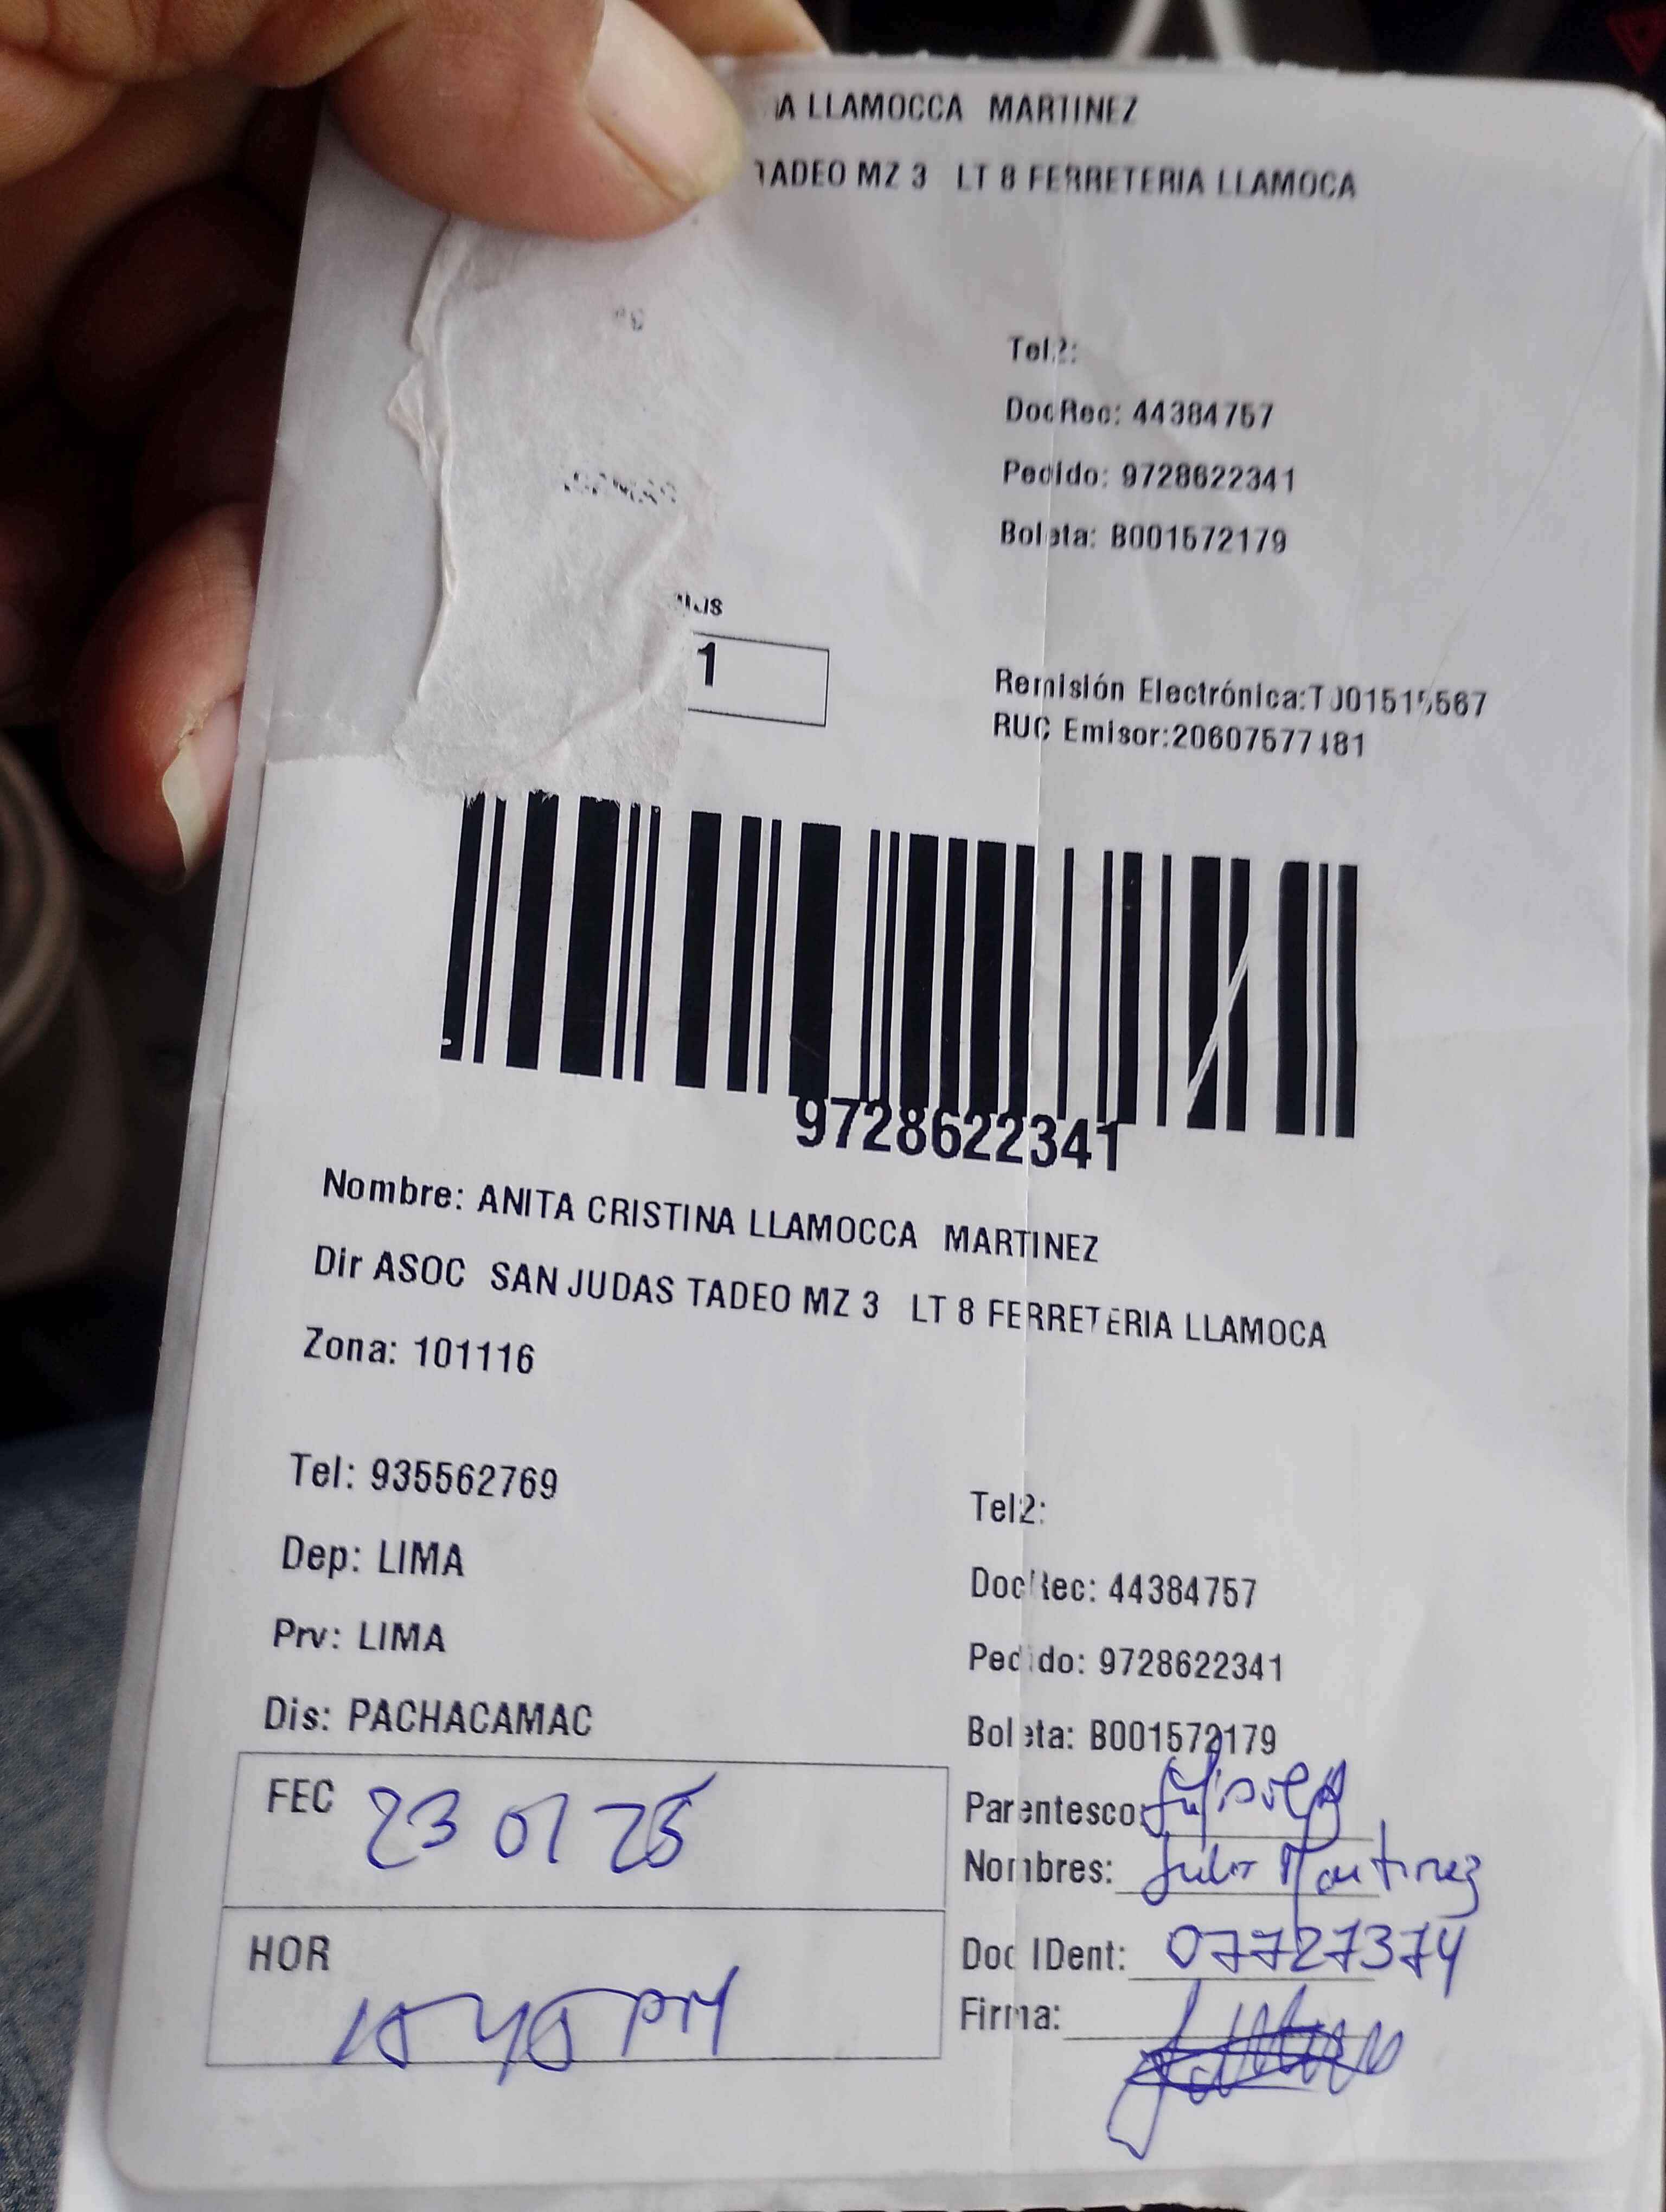 A LLAMOCCA MARTINEZ
TADEO MZ 3 LT 8 FERRETERIA LLAMOCA
Tel2:
DocRec: 44384757
Pedido: 9728622341
Boleta: B001572179
1
Remisión Electrónica:T001515567
RUC Emisor:20607577481
9728622341
Nombre: ANITA CRISTINA LLAMOCCA MARTINEZ
Dir ASOC SAN JUDAS TADEO MZ 3 LT 8 FERRETERIA LLAMOCA
Zona: 101116
Tel: 935562769
Tel2:
Dep: LIMA
DocRec: 44384757
Prv: LIMA
Pedido: 9728622341
Dis: PACHACAMAC
Boleta: B001572179
FEC 23 01 25
Parentesco:
Nombres: Julio Martinez
HOR
Doc IDent: 07727374
Firma: